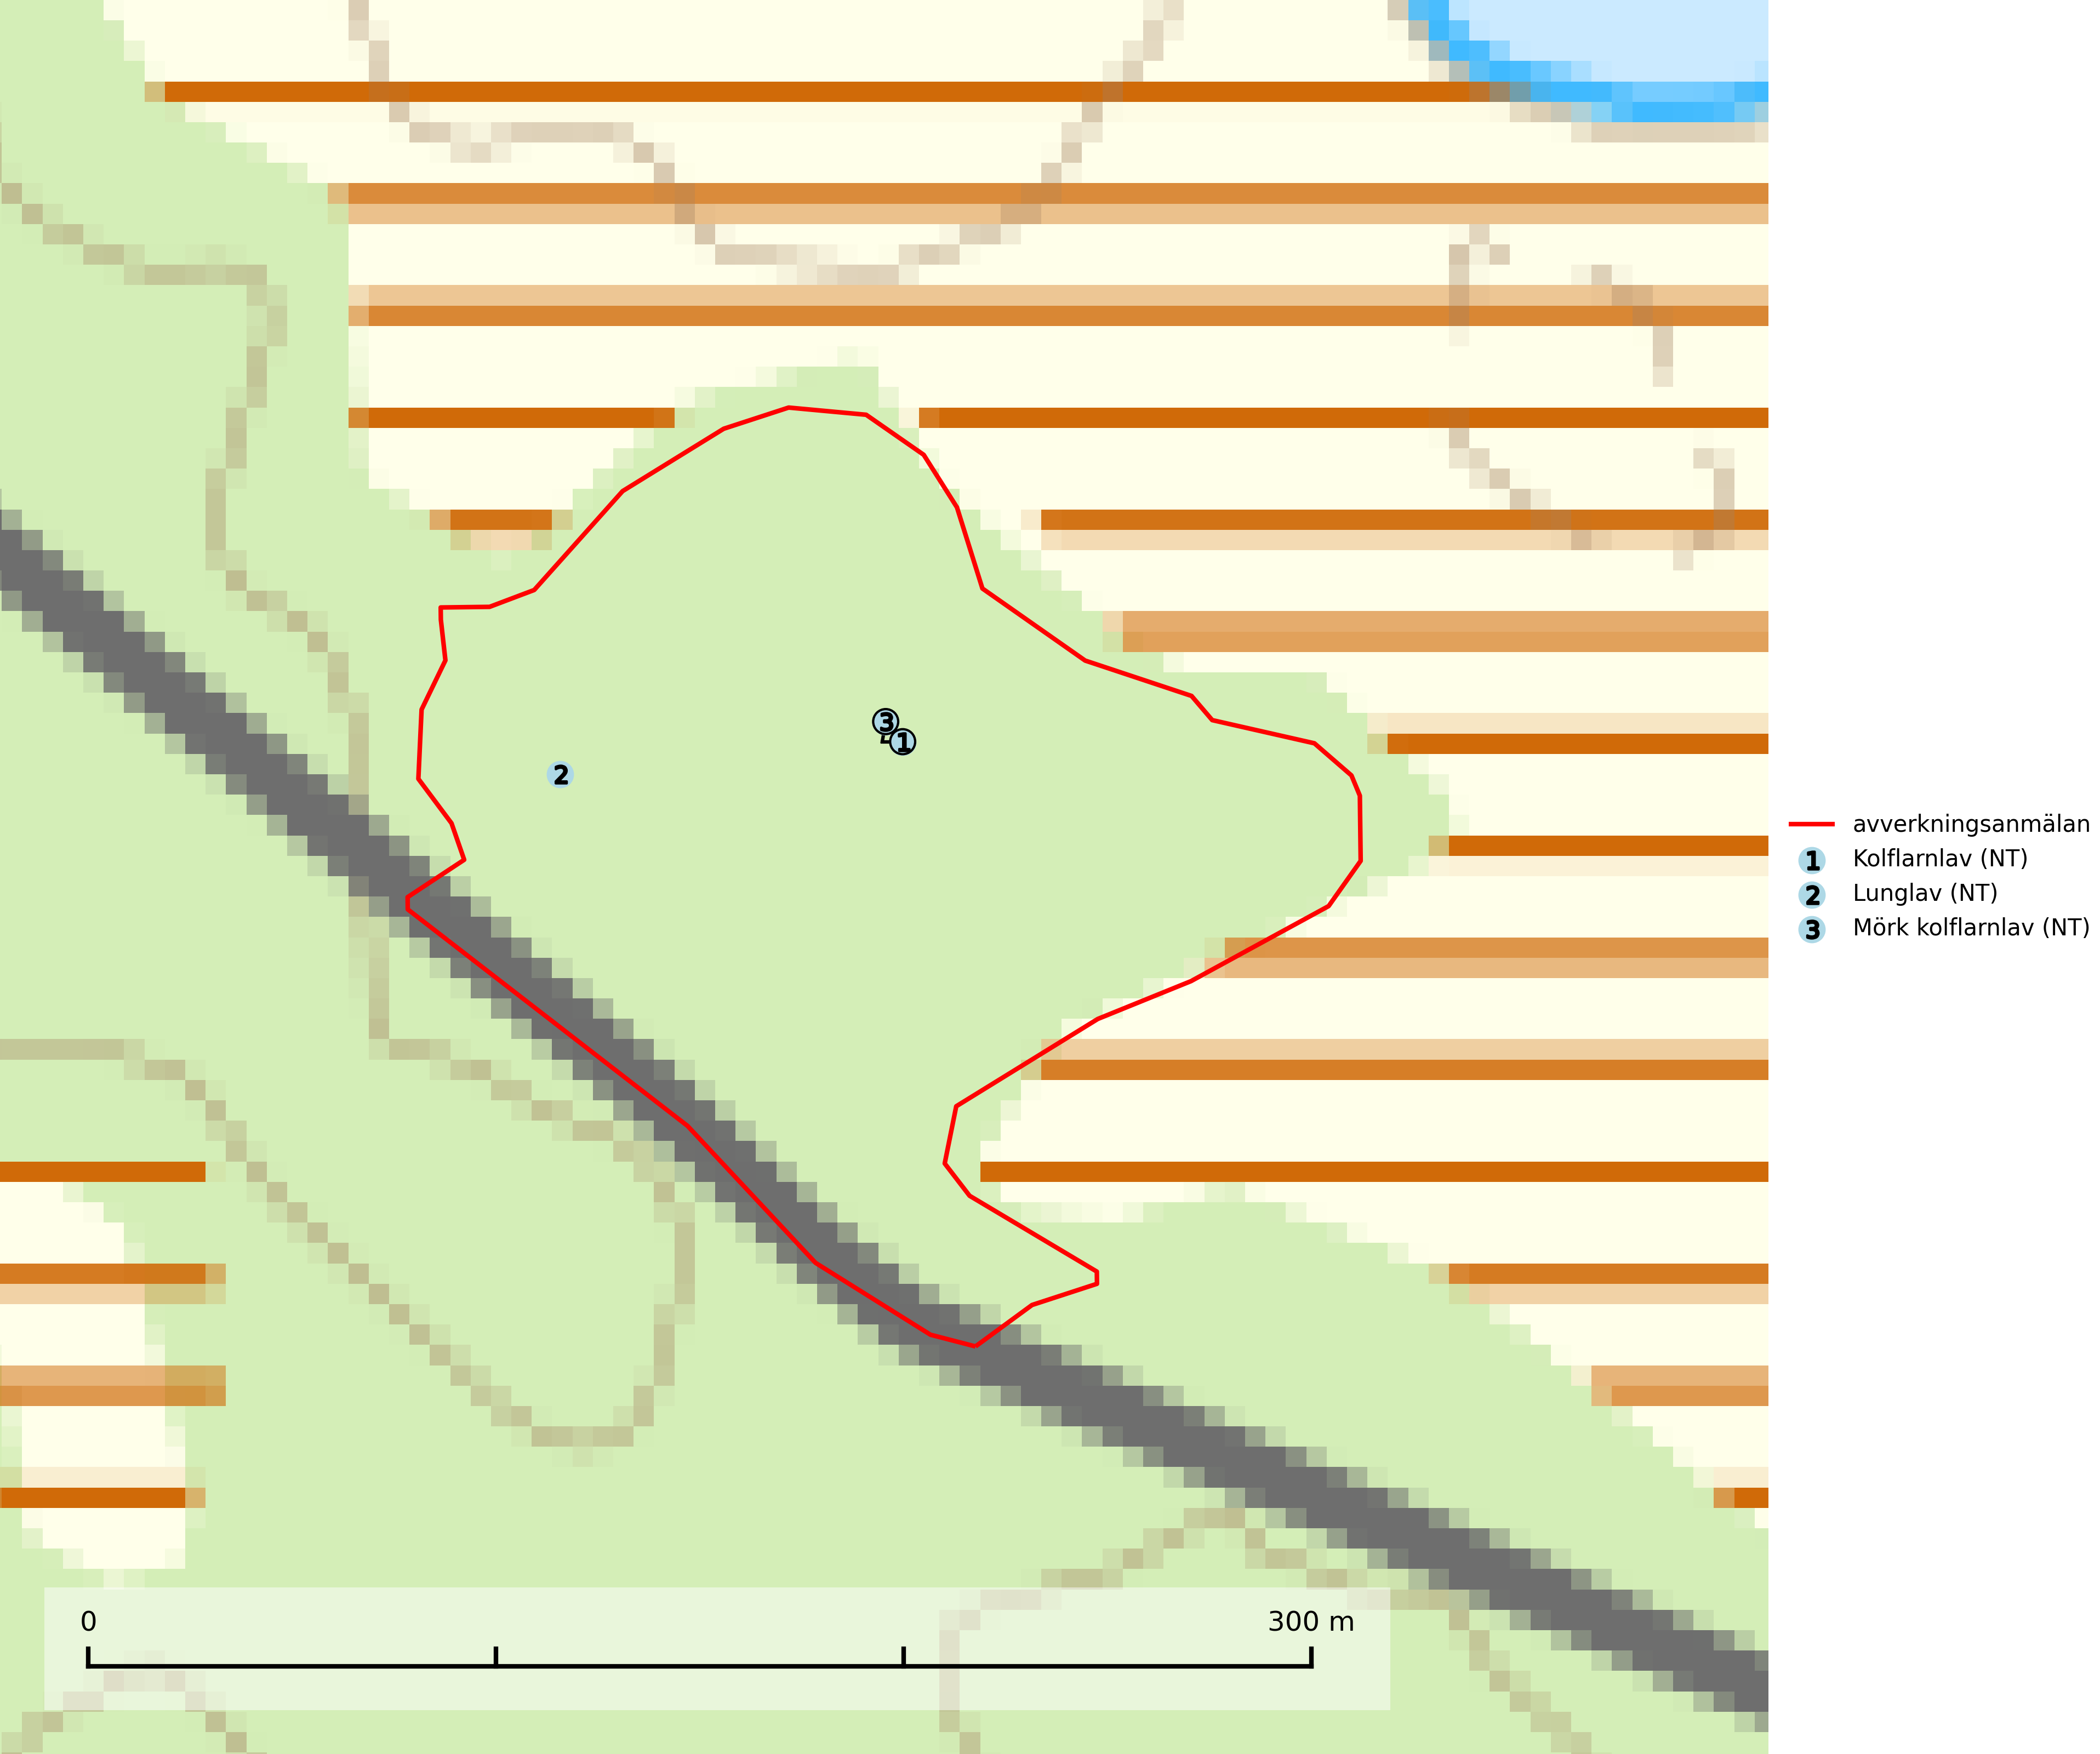 3
1
2
avverkningsanmälan
1 Kolflarnlav (NT)
2 Lunglav (NT)
3 Mörk kolflarnlav (NT)
0 300 m